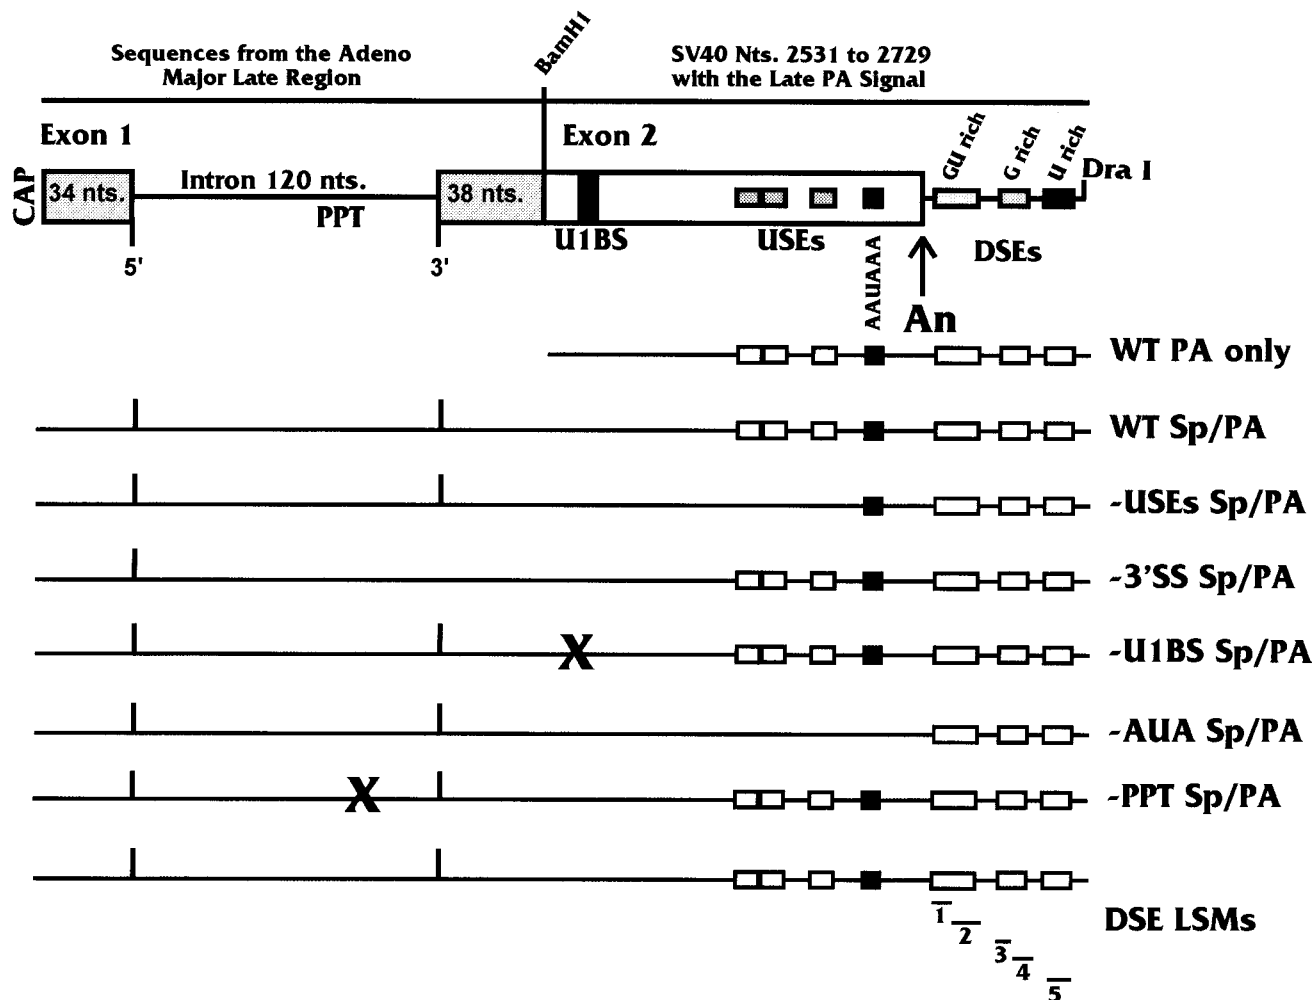 Sequences from the Adeno
Major Late Region
BamH1
SV40 Nts. 2531 to 2729
with the Late PA Signal
Exon 1
Exon 2
GU rich
G rich
U rich
Dra I
CAP
34 nts.
Intron 120 nts.
PPT
38 nts.
U1BS
USEs
DSEs
5'
3'
AAUAAA
An
WT PA only
WT Sp/PA
-USEs Sp/PA
-3'SS Sp/PA
X
-U1BS Sp/PA
-AUA Sp/PA
X
-PPT Sp/PA
DSE LSMs
1
2
3
4
5